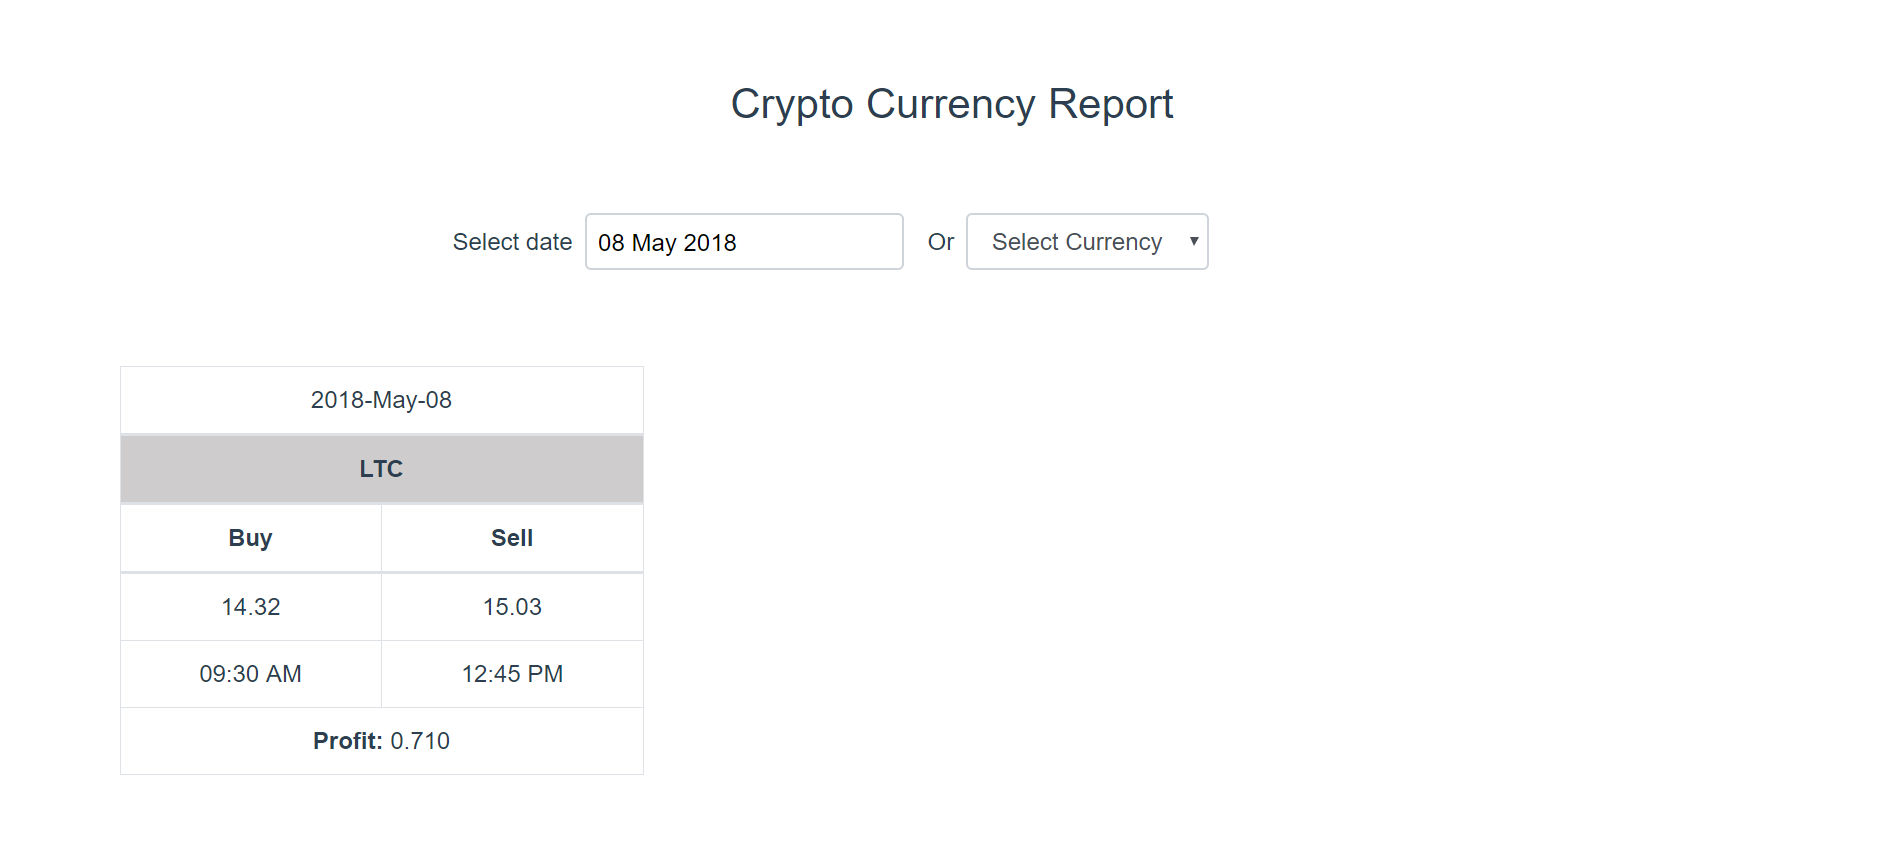 Crypto Currency Report
Select date 08 May 2018 Or Select Currency
2018-May-08
LTC
Buy Sell
14.32 15.03
09:30 AM 12:45 PM
Profit: 0.710